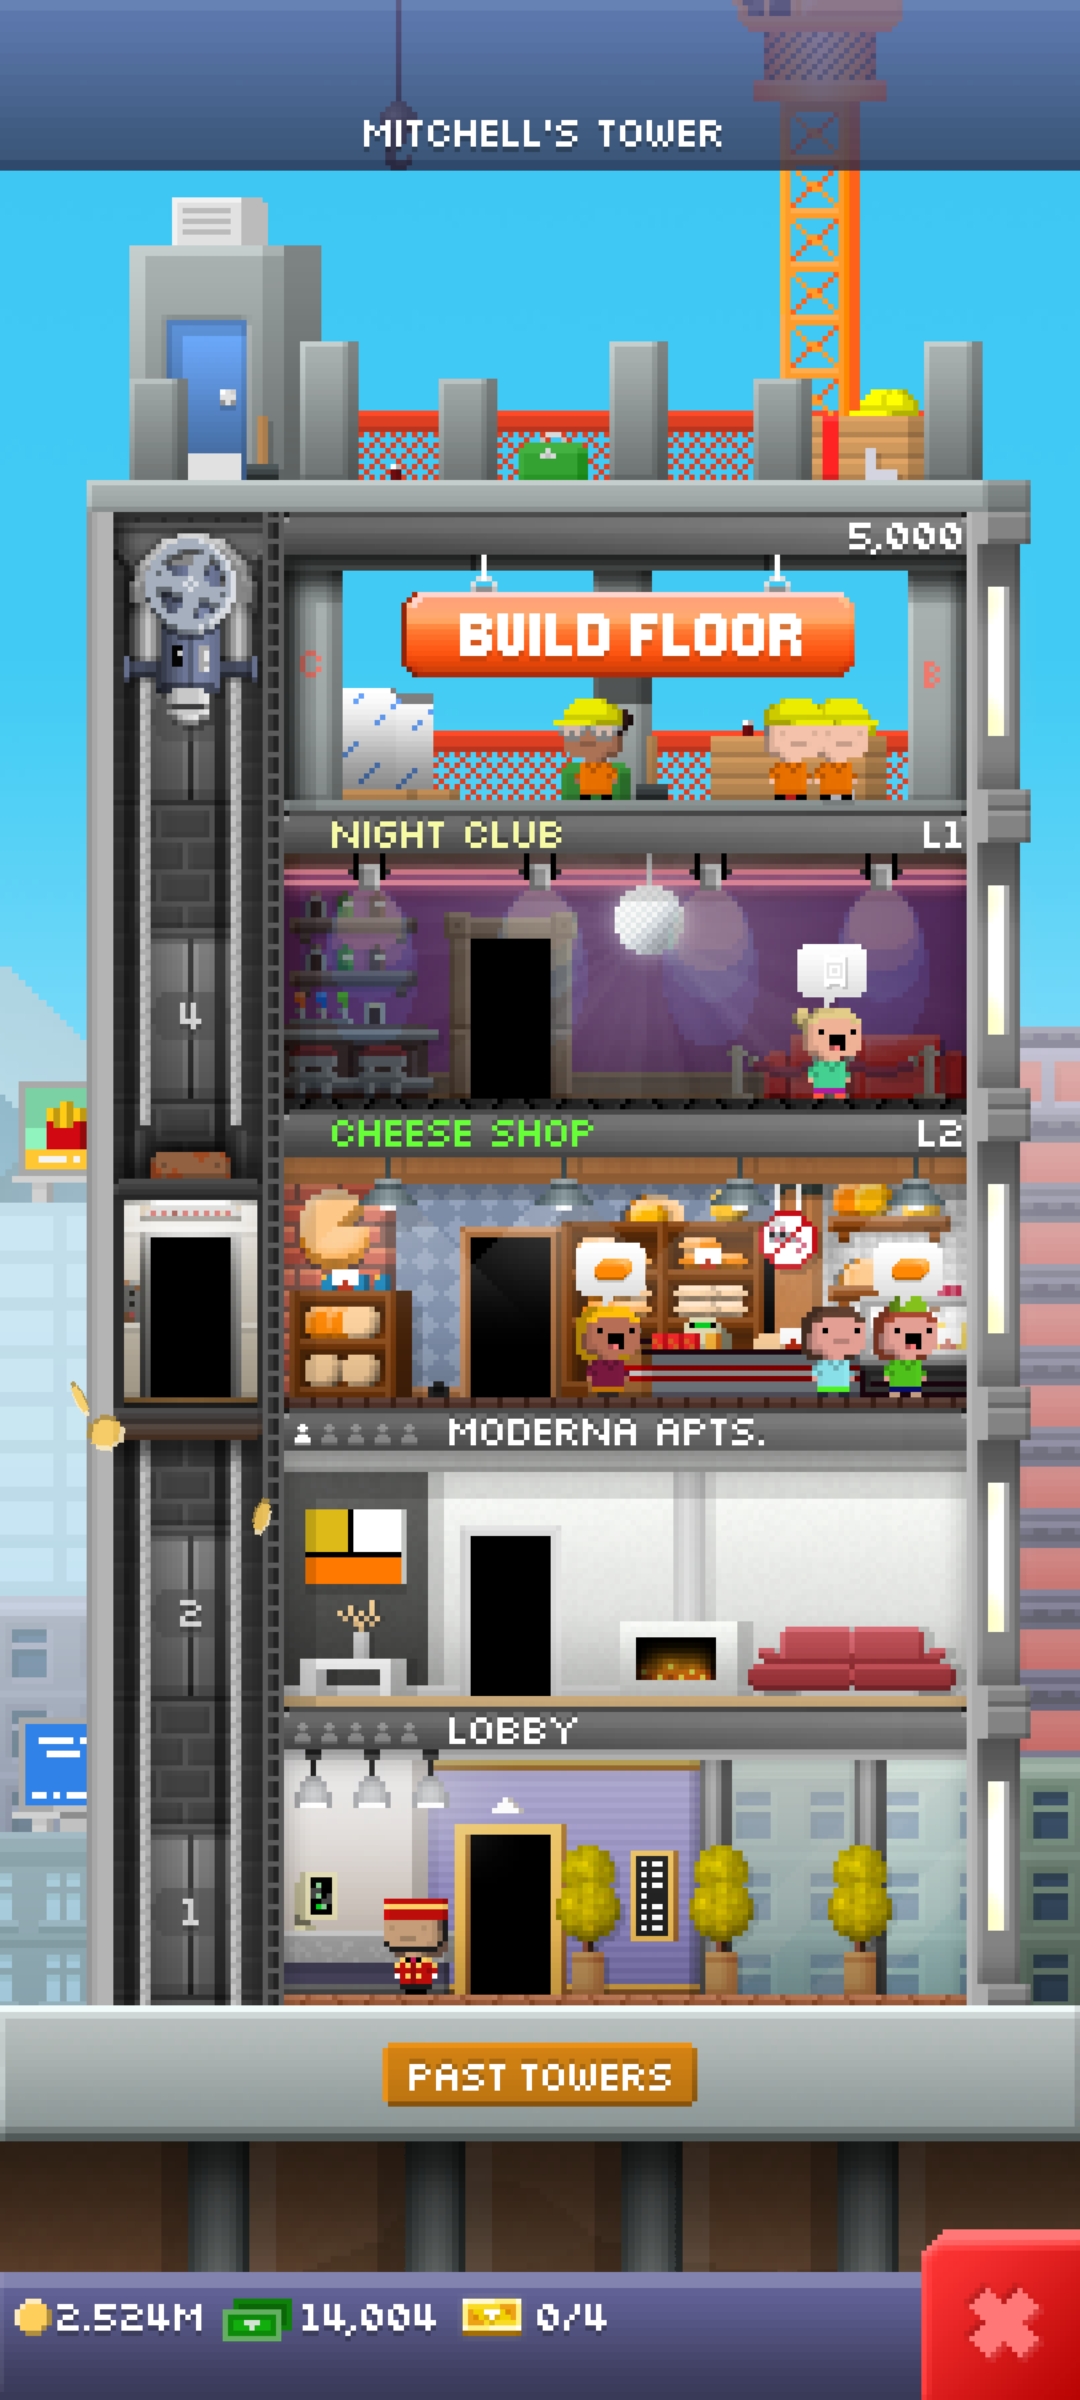 MITCHELL'S TOWER
5,000
BUILD FLOOR
C
B
NIGHT CLUB
L1
4
CHEESE SHOP
L2
MODERNA APTS.
2
LOBBY
1
PAST TOWERS
2.524M
14,004
0/4